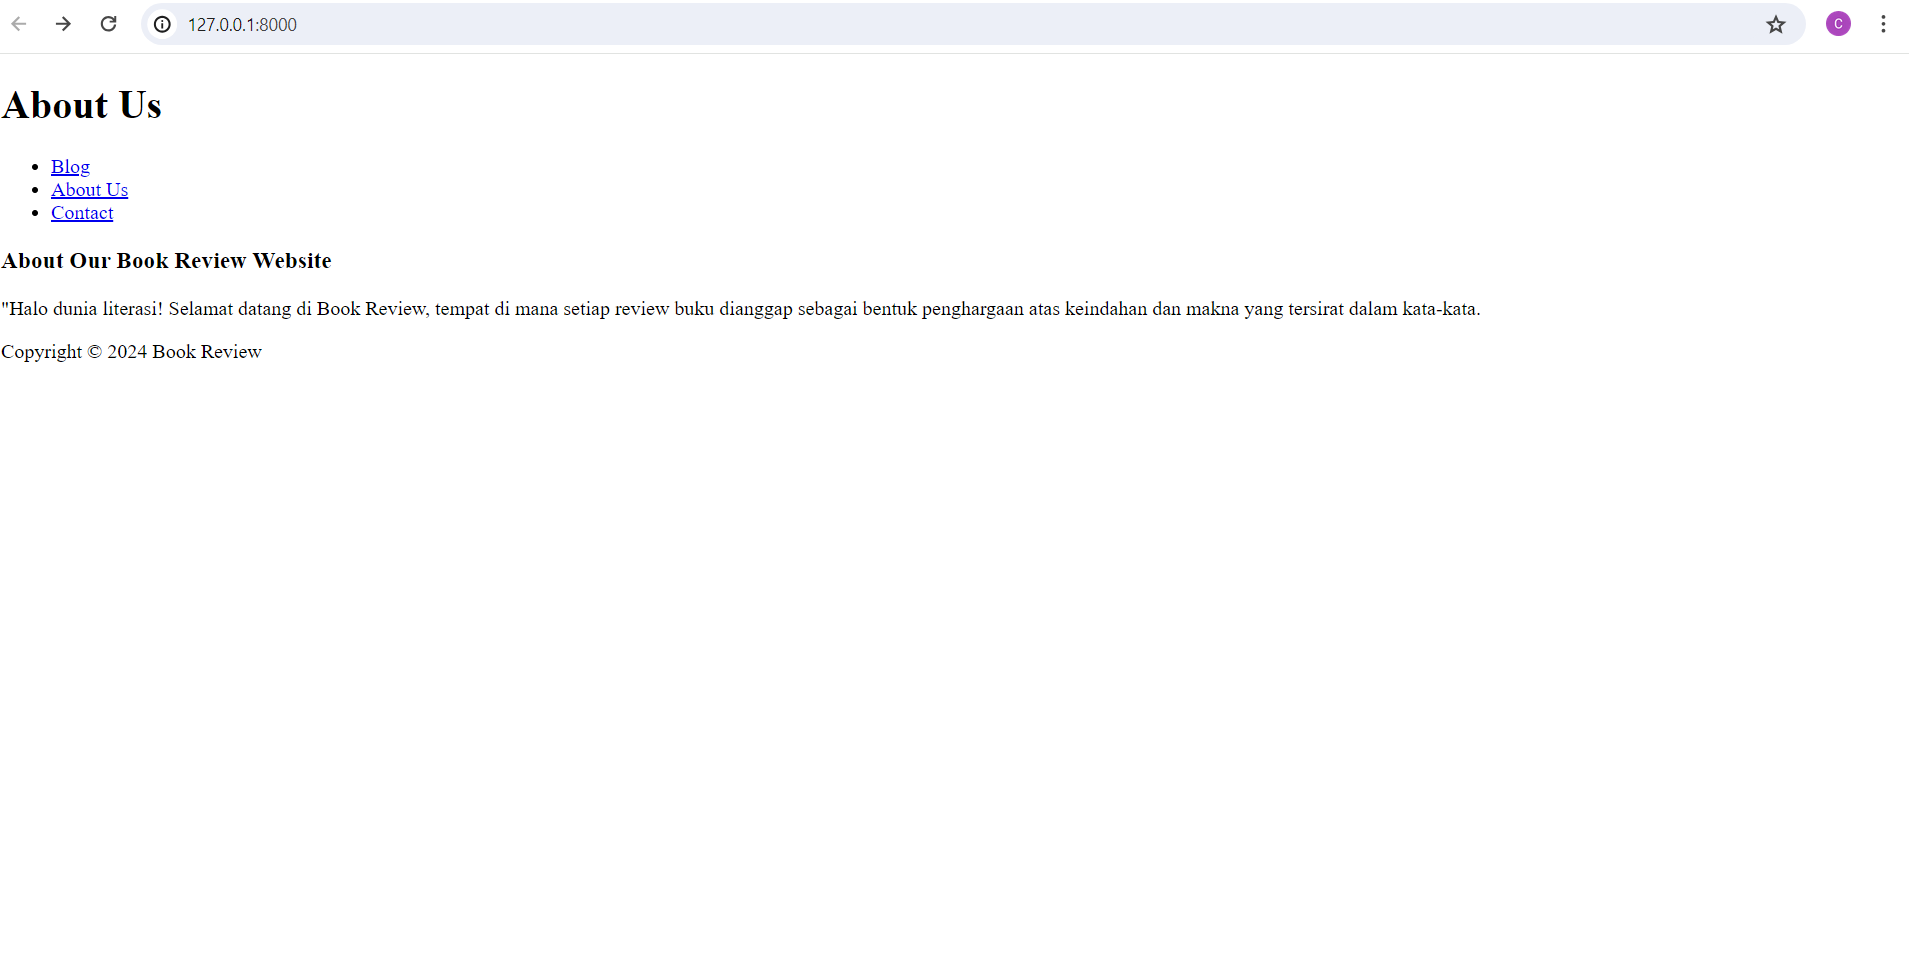 127.0.0.1:8000
C
About Us
Blog
About Us
Contact
About Our Book Review Website
"Halo dunia literasi! Selamat datang di Book Review, tempat di mana setiap review buku dianggap sebagai bentuk penghargaan atas keindahan dan makna yang tersirat dalam kata-kata.
Copyright © 2024 Book Review